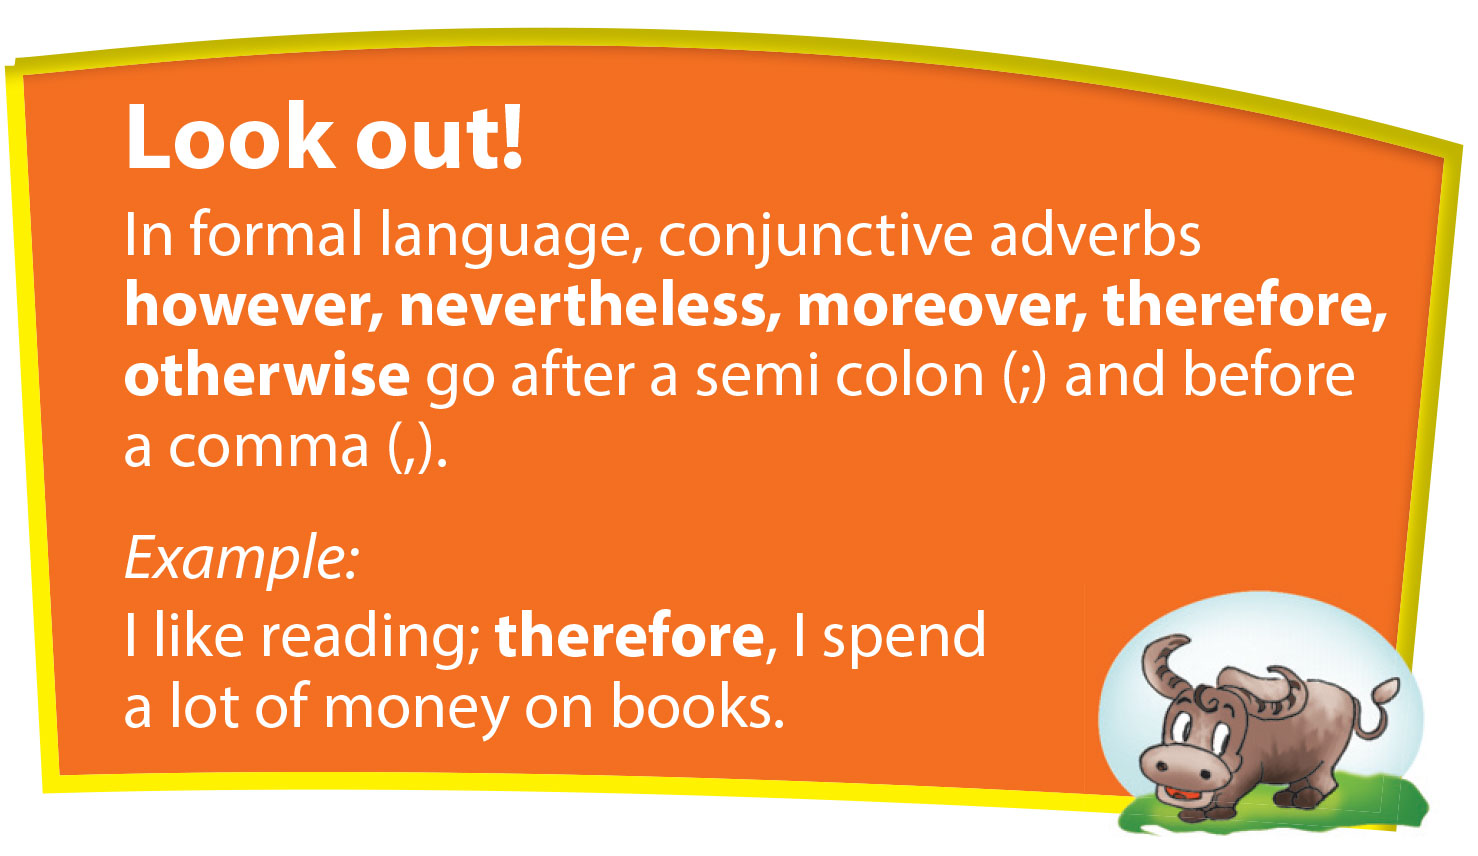 Look out!
In formal language, conjunctive adverbs
however, nevertheless, moreover, therefore,
otherwise go after a semi colon (;) and before
a comma (,).
Example:
I like reading; therefore, I spend
a lot of money on books.